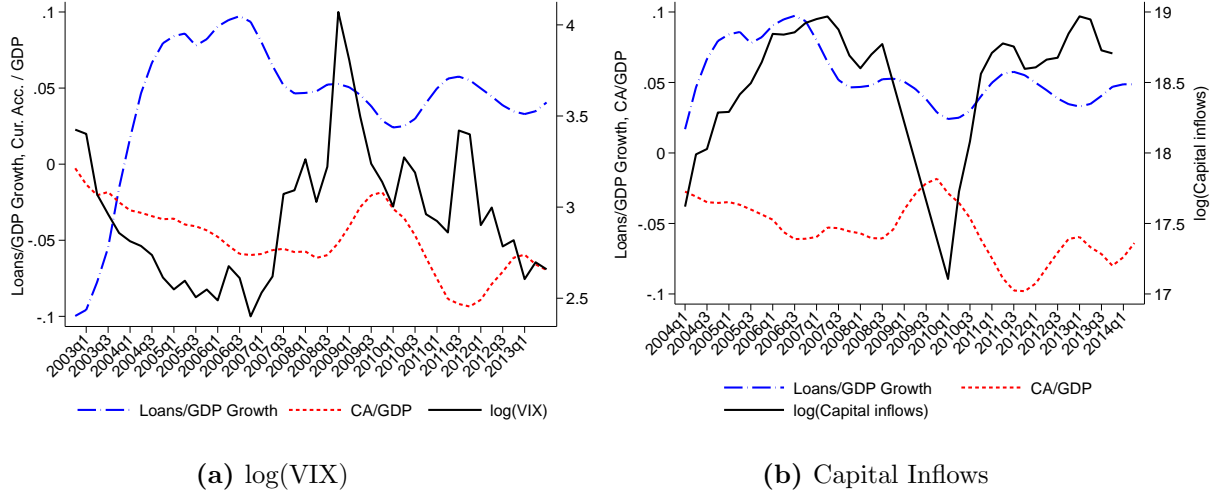 Loans/GDP Growth, Cur. Acc. / GDP
.1
.05
0
-.05
-.1
4
3.5
3
2.5
2003q1
2003q3
2004q1
2004q3
2005q1
2005q3
2006q1
2006q3
2007q1
2007q3
2008q1
2008q3
2009q1
2009q3
2010q1
2010q3
2011q1
2011q3
2012q1
2012q3
2013q1
Loans/GDP Growth CA/GDP log(VIX)
(a) log(VIX)
Loans/GDP Growth, CA/GDP
.1
.05
0
-.05
-.1
19
18.5
18
17.5
17
log(Capital inflows)
2004q1
2004q3
2005q1
2005q3
2006q1
2006q3
2007q1
2007q3
2008q1
2008q3
2009q1
2009q3
2010q1
2010q3
2011q1
2011q3
2012q1
2012q3
2013q1
2013q3
2014q1
Loans/GDP Growth CA/GDP
log(Capital inflows)
(b) Capital Inflows